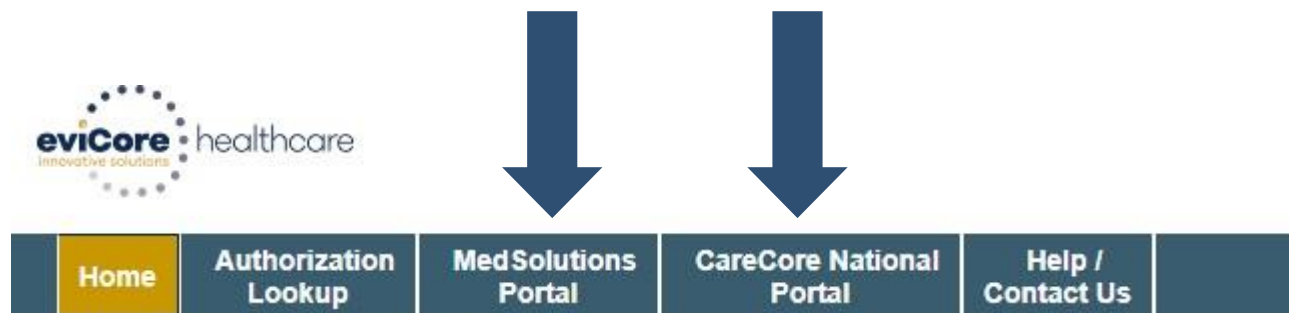 eviCore healthcare
innovative solutions
Home
Authorization Lookup
MedSolutions Portal
CareCore National Portal
Help / Contact Us